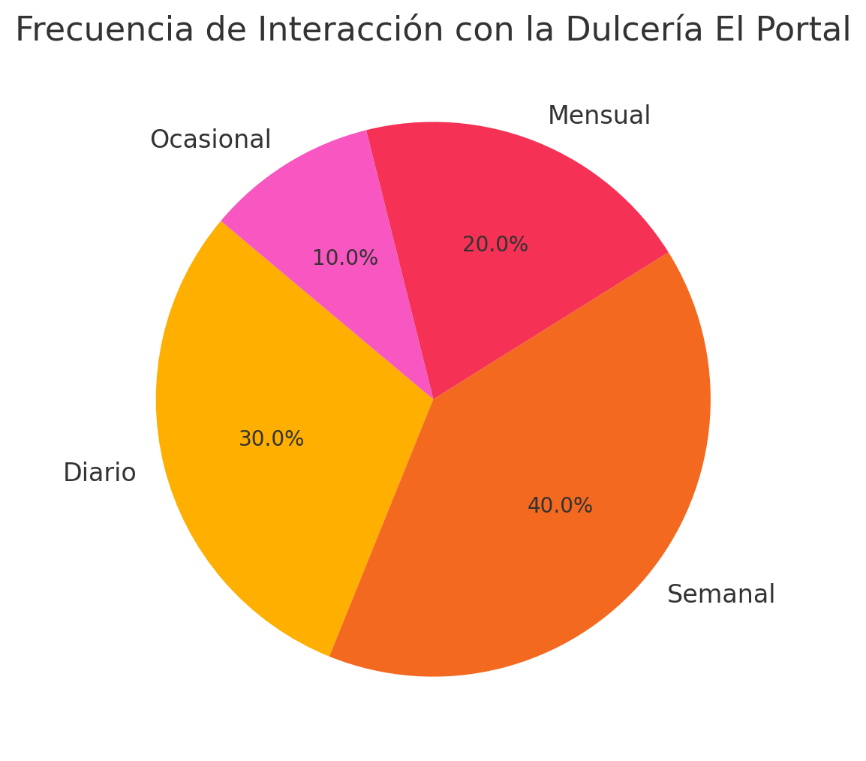 Frecuencia de Interacción con la Dulcería El Portal
Mensual
Ocasional
20.0%
10.0%
30.0%
Diario
40.0%
Semanal